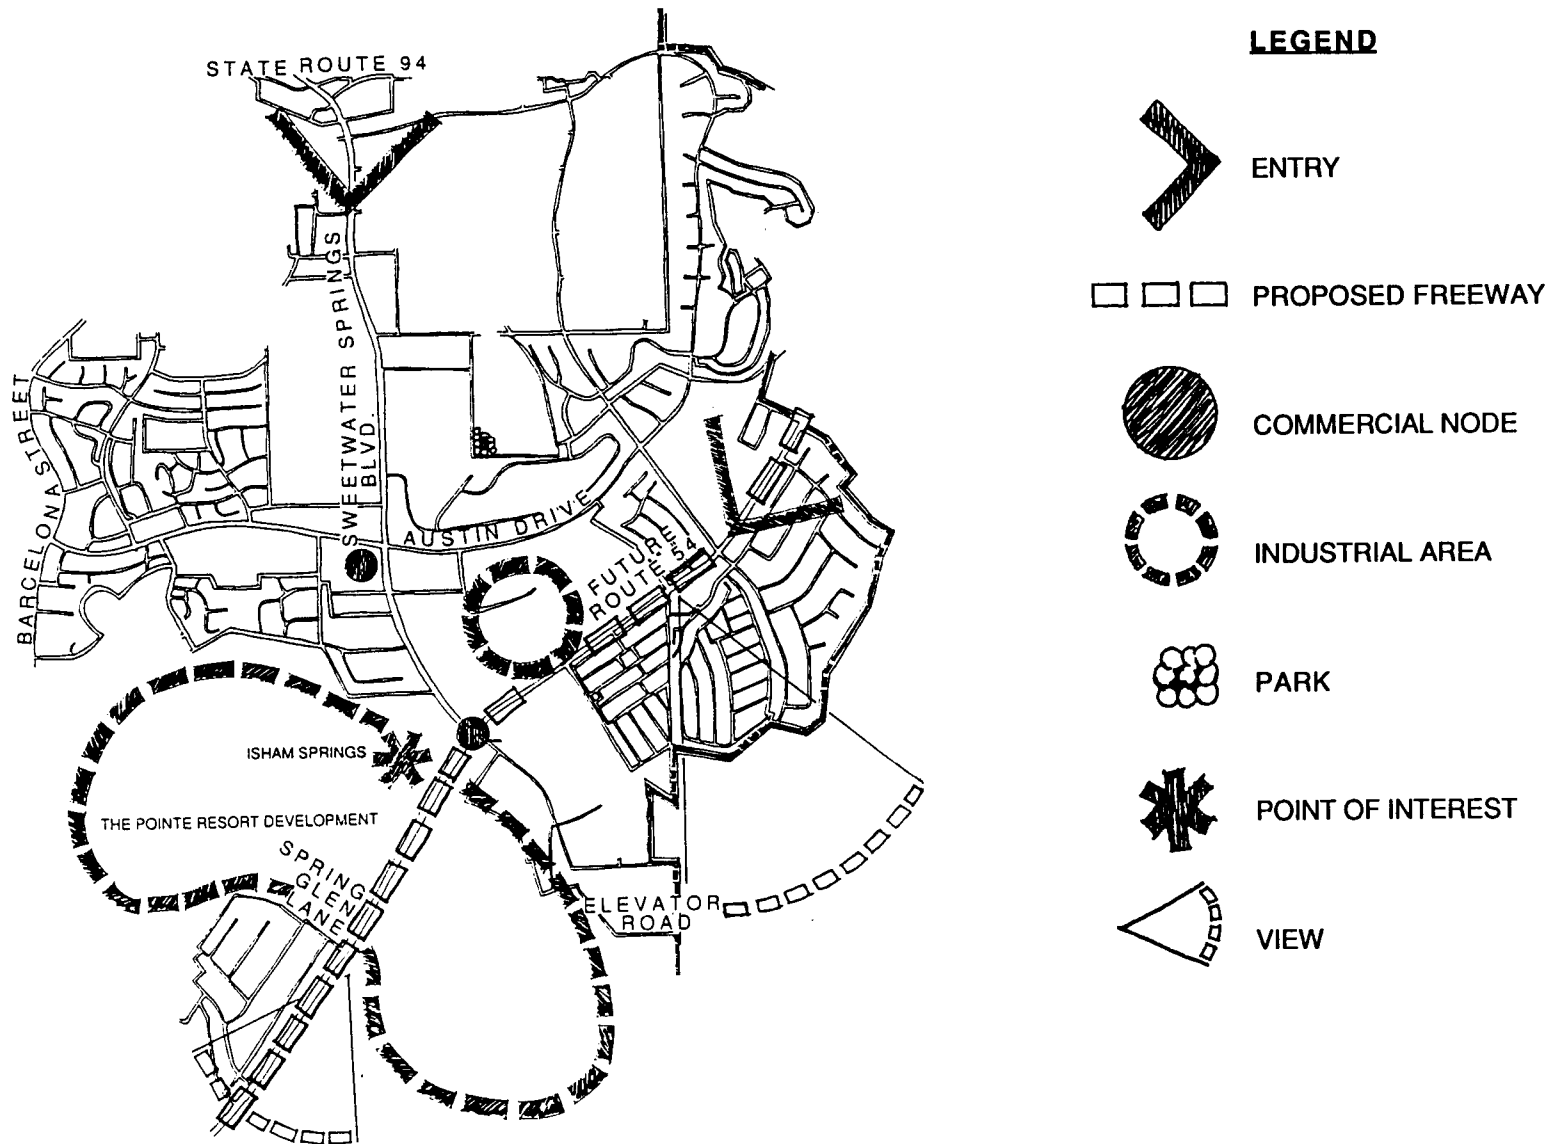 STATE ROUTE 94
SWEETWATER SPRINGS
BLVD.
BARCELONA STREET
AUSTIN DRIVE
FUTURE
ROUTE 54
ISHAM SPRINGS
THE POINTE RESORT DEVELOPMENT
SPRING
GLEN
LANE
ELEVATOR
ROAD
LEGEND
ENTRY
PROPOSED FREEWAY
COMMERCIAL NODE
INDUSTRIAL AREA
PARK
POINT OF INTEREST
VIEW